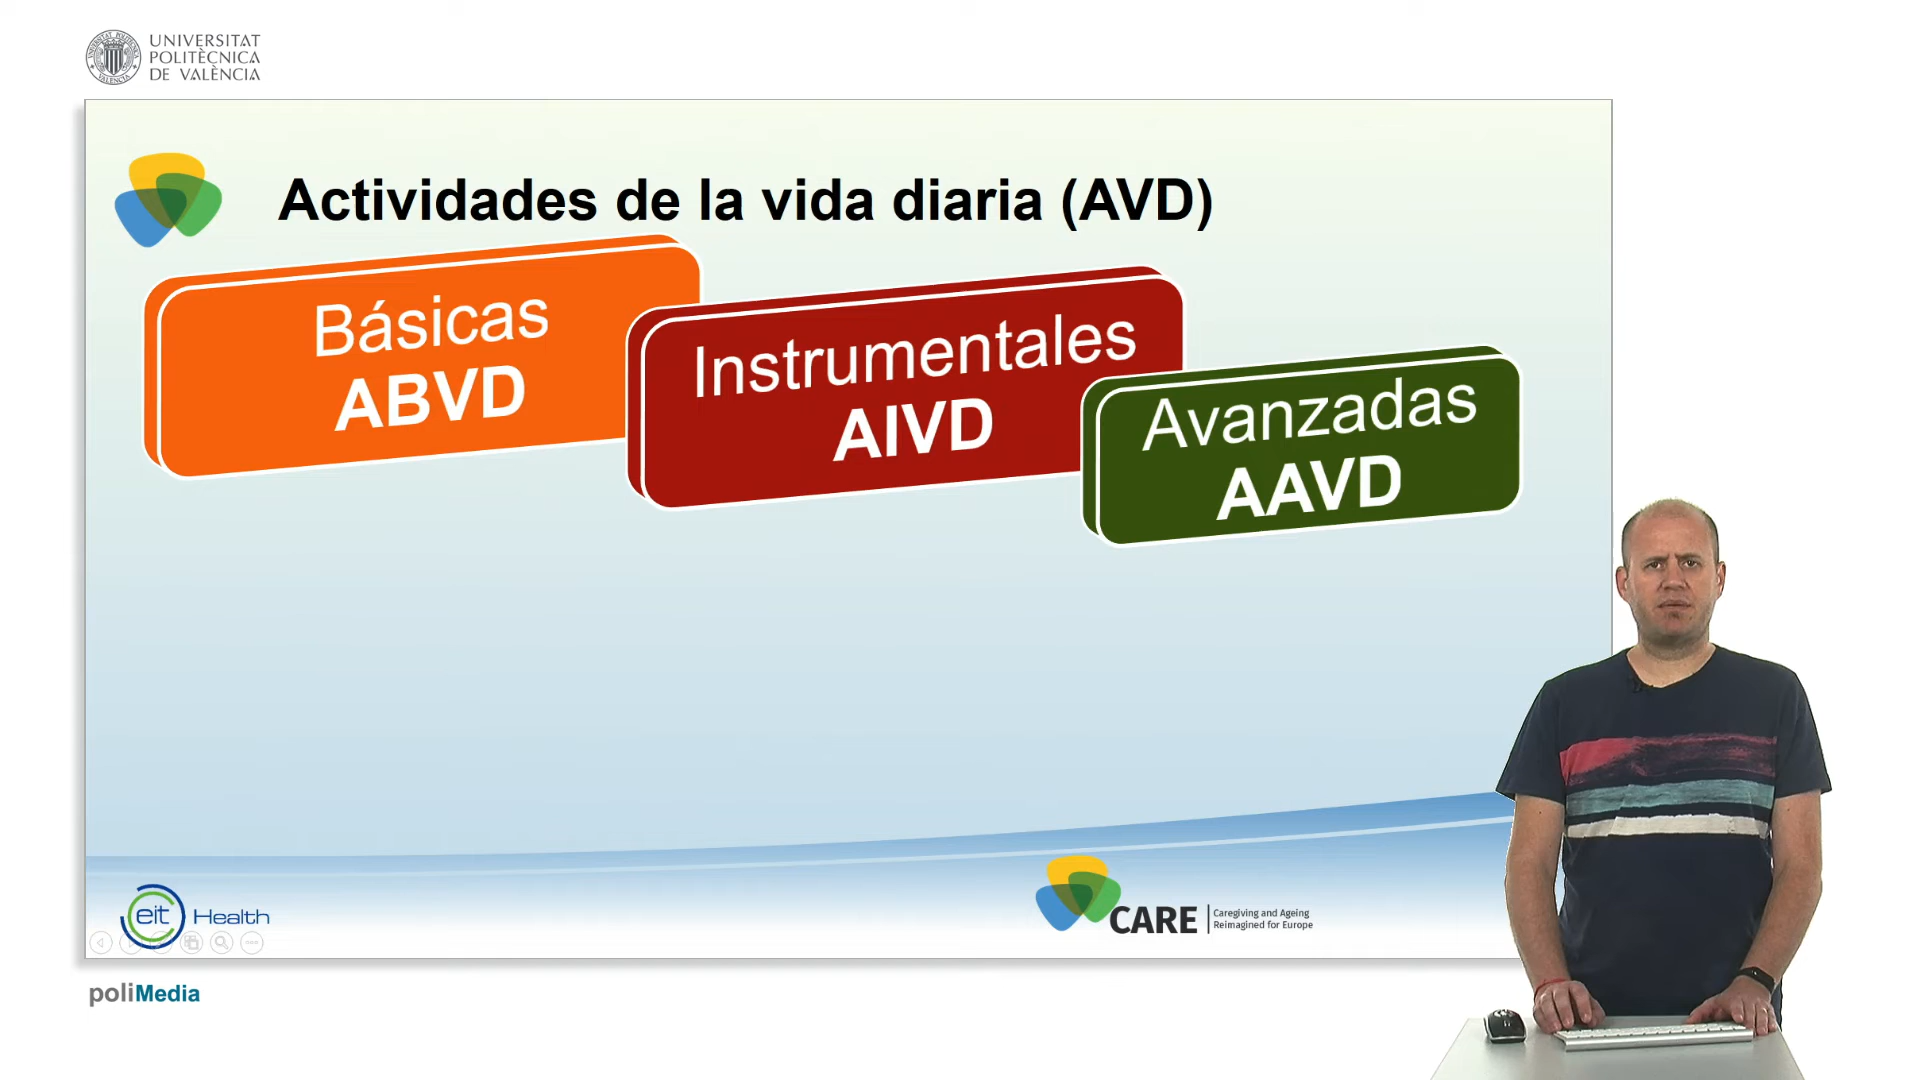 UNIVERSITAT
POLITÈCNICA
DE VALÈNCIA
Actividades de la vida diaria (AVD)
Básicas
ABVD
Instrumentales
AIVD
Avanzadas
AAVD
eit Health
CARE
Caregiving and Ageing
Reimagined for Europe
poliMedia